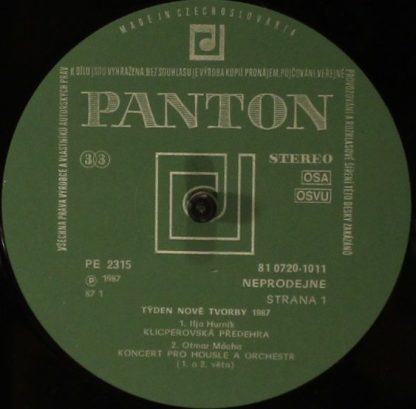 MADE IN CZECHOSLOVAKIA
K DÍLU JSOU VYHRAŽENA. BEZ SOUHLASU JE VÝROBA KOPIÍ, PRONÁJEM, PŮJČOVÁNÍ, VEŘEJNÉ
PROVOZOVÁNÍ A ROZHLASOVÉ ŠÍŘENÍ TÉTO DESKY ZAKÁZÁNO
VŠECHNA PRÁVA VÝROBCE A VLASTNÍKŮ AUTORSKÝCH PRÁV
PANTON
33
STEREO
OSA
OSVU
PE 2315
81 0720-1011
℗ 1987
NEPRODEJNÉ
87 1
STRANA 1
TÝDEN NOVÉ TVORBY 1987
1. Ilja Hurník
KLICPEROVSKÁ PŘEDEHRA
2. Otmar Mácha
KONCERT PRO HOUSLE A ORCHESTR
(1. a 2. věta)